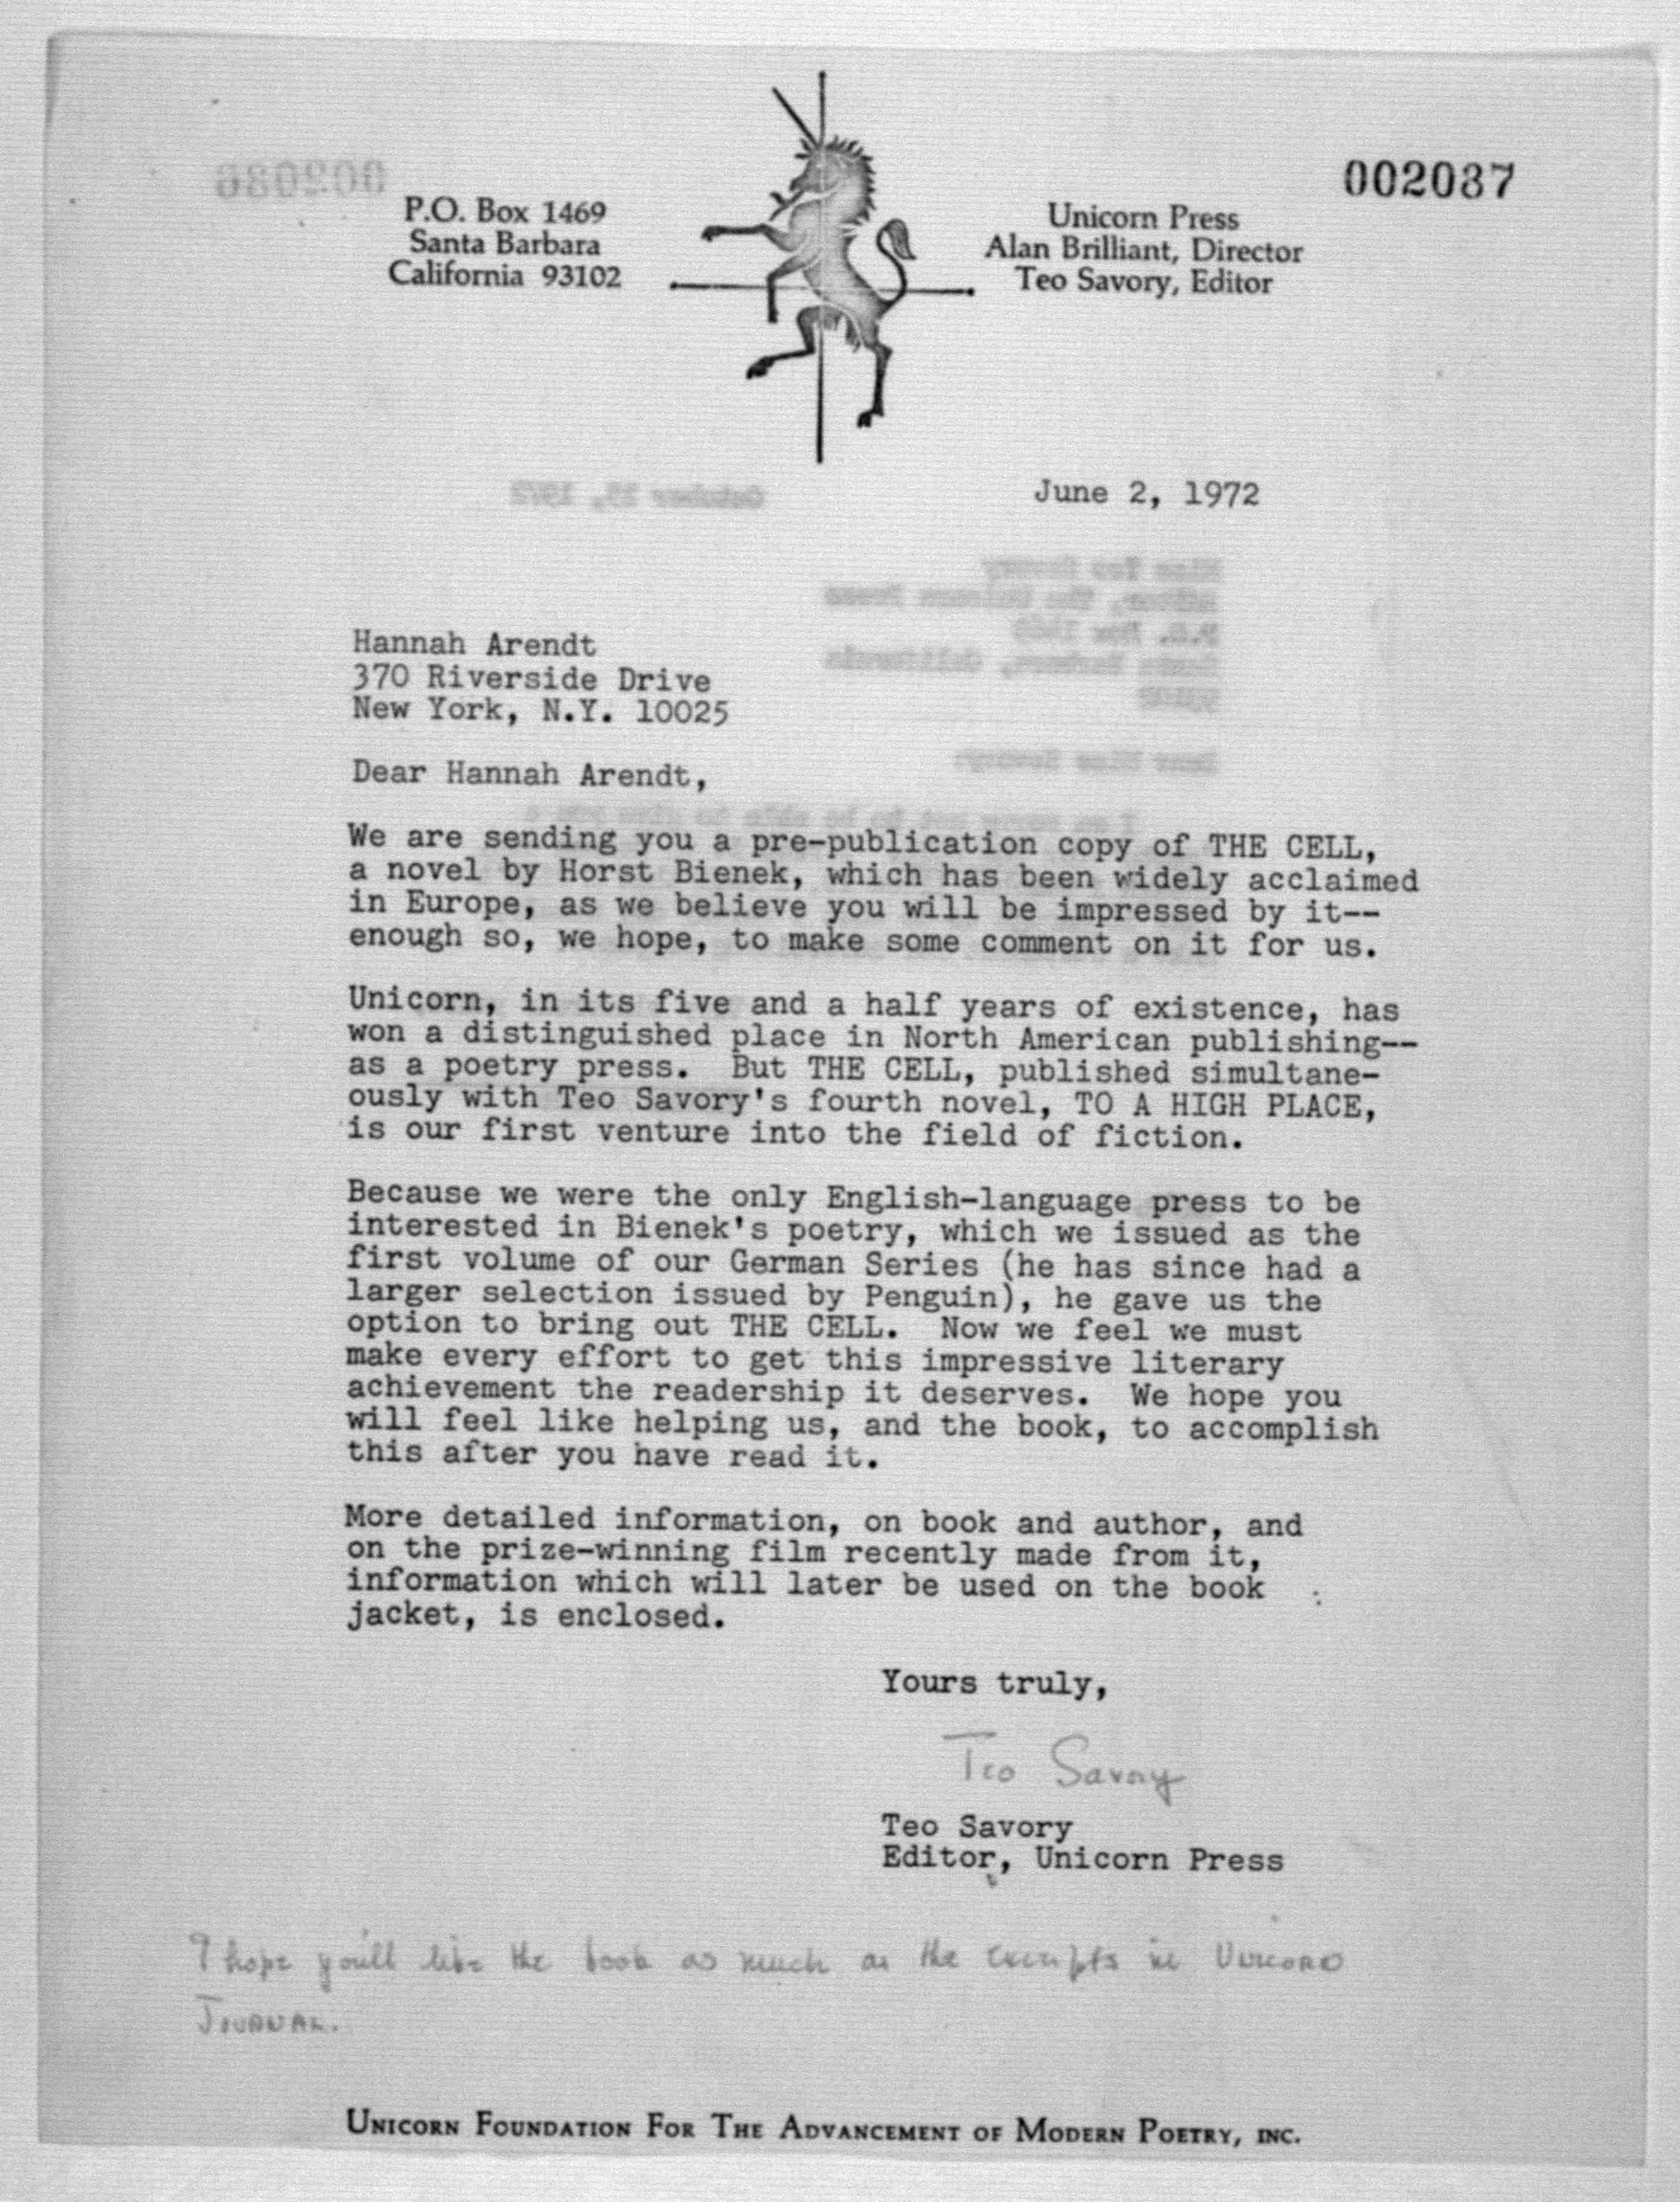 002037
P.O. Box 1469
Santa Barbara
California 93102
Unicorn Press
Alan Brilliant, Director
Teo Savory, Editor
June 2, 1972
Hannah Arendt
370 Riverside Drive
New York, N.Y. 10025
Dear Hannah Arendt,
We are sending you a pre-publication copy of THE CELL,
a novel by Horst Bienek, which has been widely acclaimed
in Europe, as we believe you will be impressed by it--
enough so, we hope, to make some comment on it for us.
Unicorn, in its five and a half years of existence, has
won a distinguished place in North American publishing--
as a poetry press. But THE CELL, published simultane-
ously with Teo Savory's fourth novel, TO A HIGH PLACE,
is our first venture into the field of fiction.
Because we were the only English-language press to be
interested in Bienek's poetry, which we issued as the
first volume of our German Series (he has since had a
larger selection issued by Penguin), he gave us the
option to bring out THE CELL. Now we feel we must
make every effort to get this impressive literary
achievement the readership it deserves. We hope you
will feel like helping us, and the book, to accomplish
this after you have read it.
More detailed information, on book and author, and
on the prize-winning film recently made from it,
information which will later be used on the book
jacket, is enclosed.
Yours truly,
Teo Savory
Teo Savory
Editor, Unicorn Press
I hope you'll like the book as much as the excerpts in UNICORN
JOURNAL.
UNICORN FOUNDATION FOR THE ADVANCEMENT OF MODERN POETRY, INC.